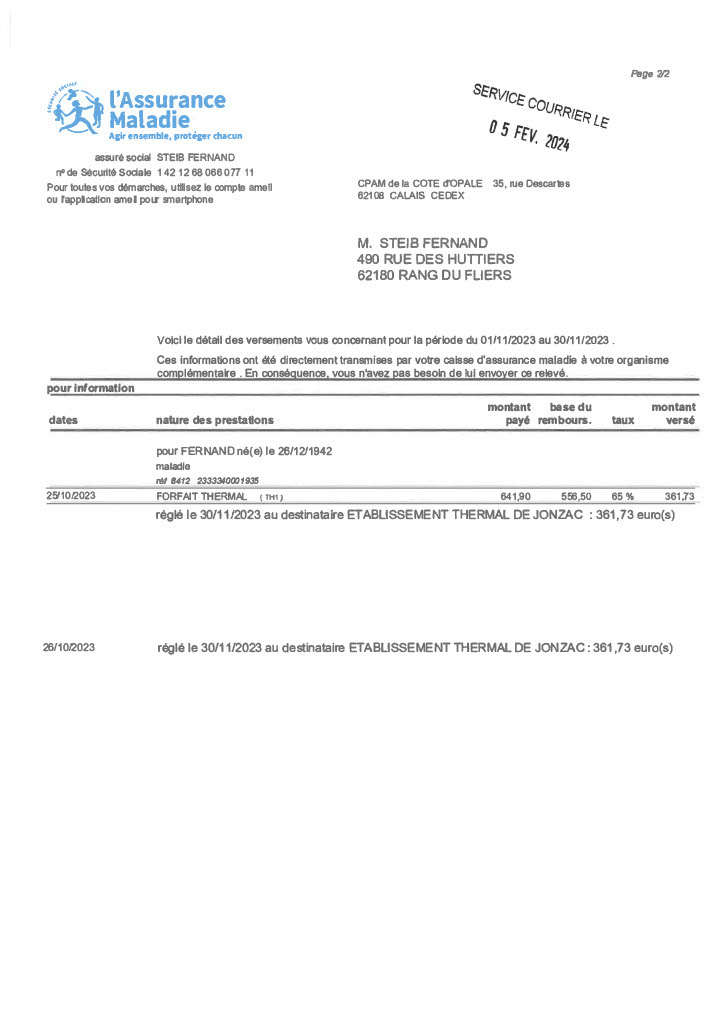 Page 2/2
SÉCURITÉ SOCIALE
l'Assurance
Maladie
Agir ensemble, protéger chacun
SERVICE COURRIER LE
05 FEV. 2024
assuré social STEIB FERNAND
n° de Sécurité Sociale 1 42 12 68 066 077 11
Pour toutes vos démarches, utilisez le compte ameli
ou l'application ameli pour smartphone
CPAM de la COTE d'OPALE 35, rue Descartes
62108 CALAIS CEDEX
M. STEIB FERNAND
490 RUE DES HUTTIERS
62180 RANG DU FLIERS
Voici le détail des versements vous concernant pour la période du 01/11/2023 au 30/11/2023 .
Ces informations ont été directement transmises par votre caisse d'assurance maladie à votre organisme
complémentaire . En conséquence, vous n'avez pas besoin de lui envoyer ce relevé.
pour information
dates nature des prestations montant payé base du rembours. taux montant versé
pour FERNAND né(e) le 26/12/1942
maladie
réf 8412 2333340001935
25/10/2023 FORFAIT THERMAL ( TH1 ) 641,90 556,50 65 % 361,73
réglé le 30/11/2023 au destinataire ETABLISSEMENT THERMAL DE JONZAC : 361,73 euro(s)
26/10/2023 réglé le 30/11/2023 au destinataire ETABLISSEMENT THERMAL DE JONZAC : 361,73 euro(s)